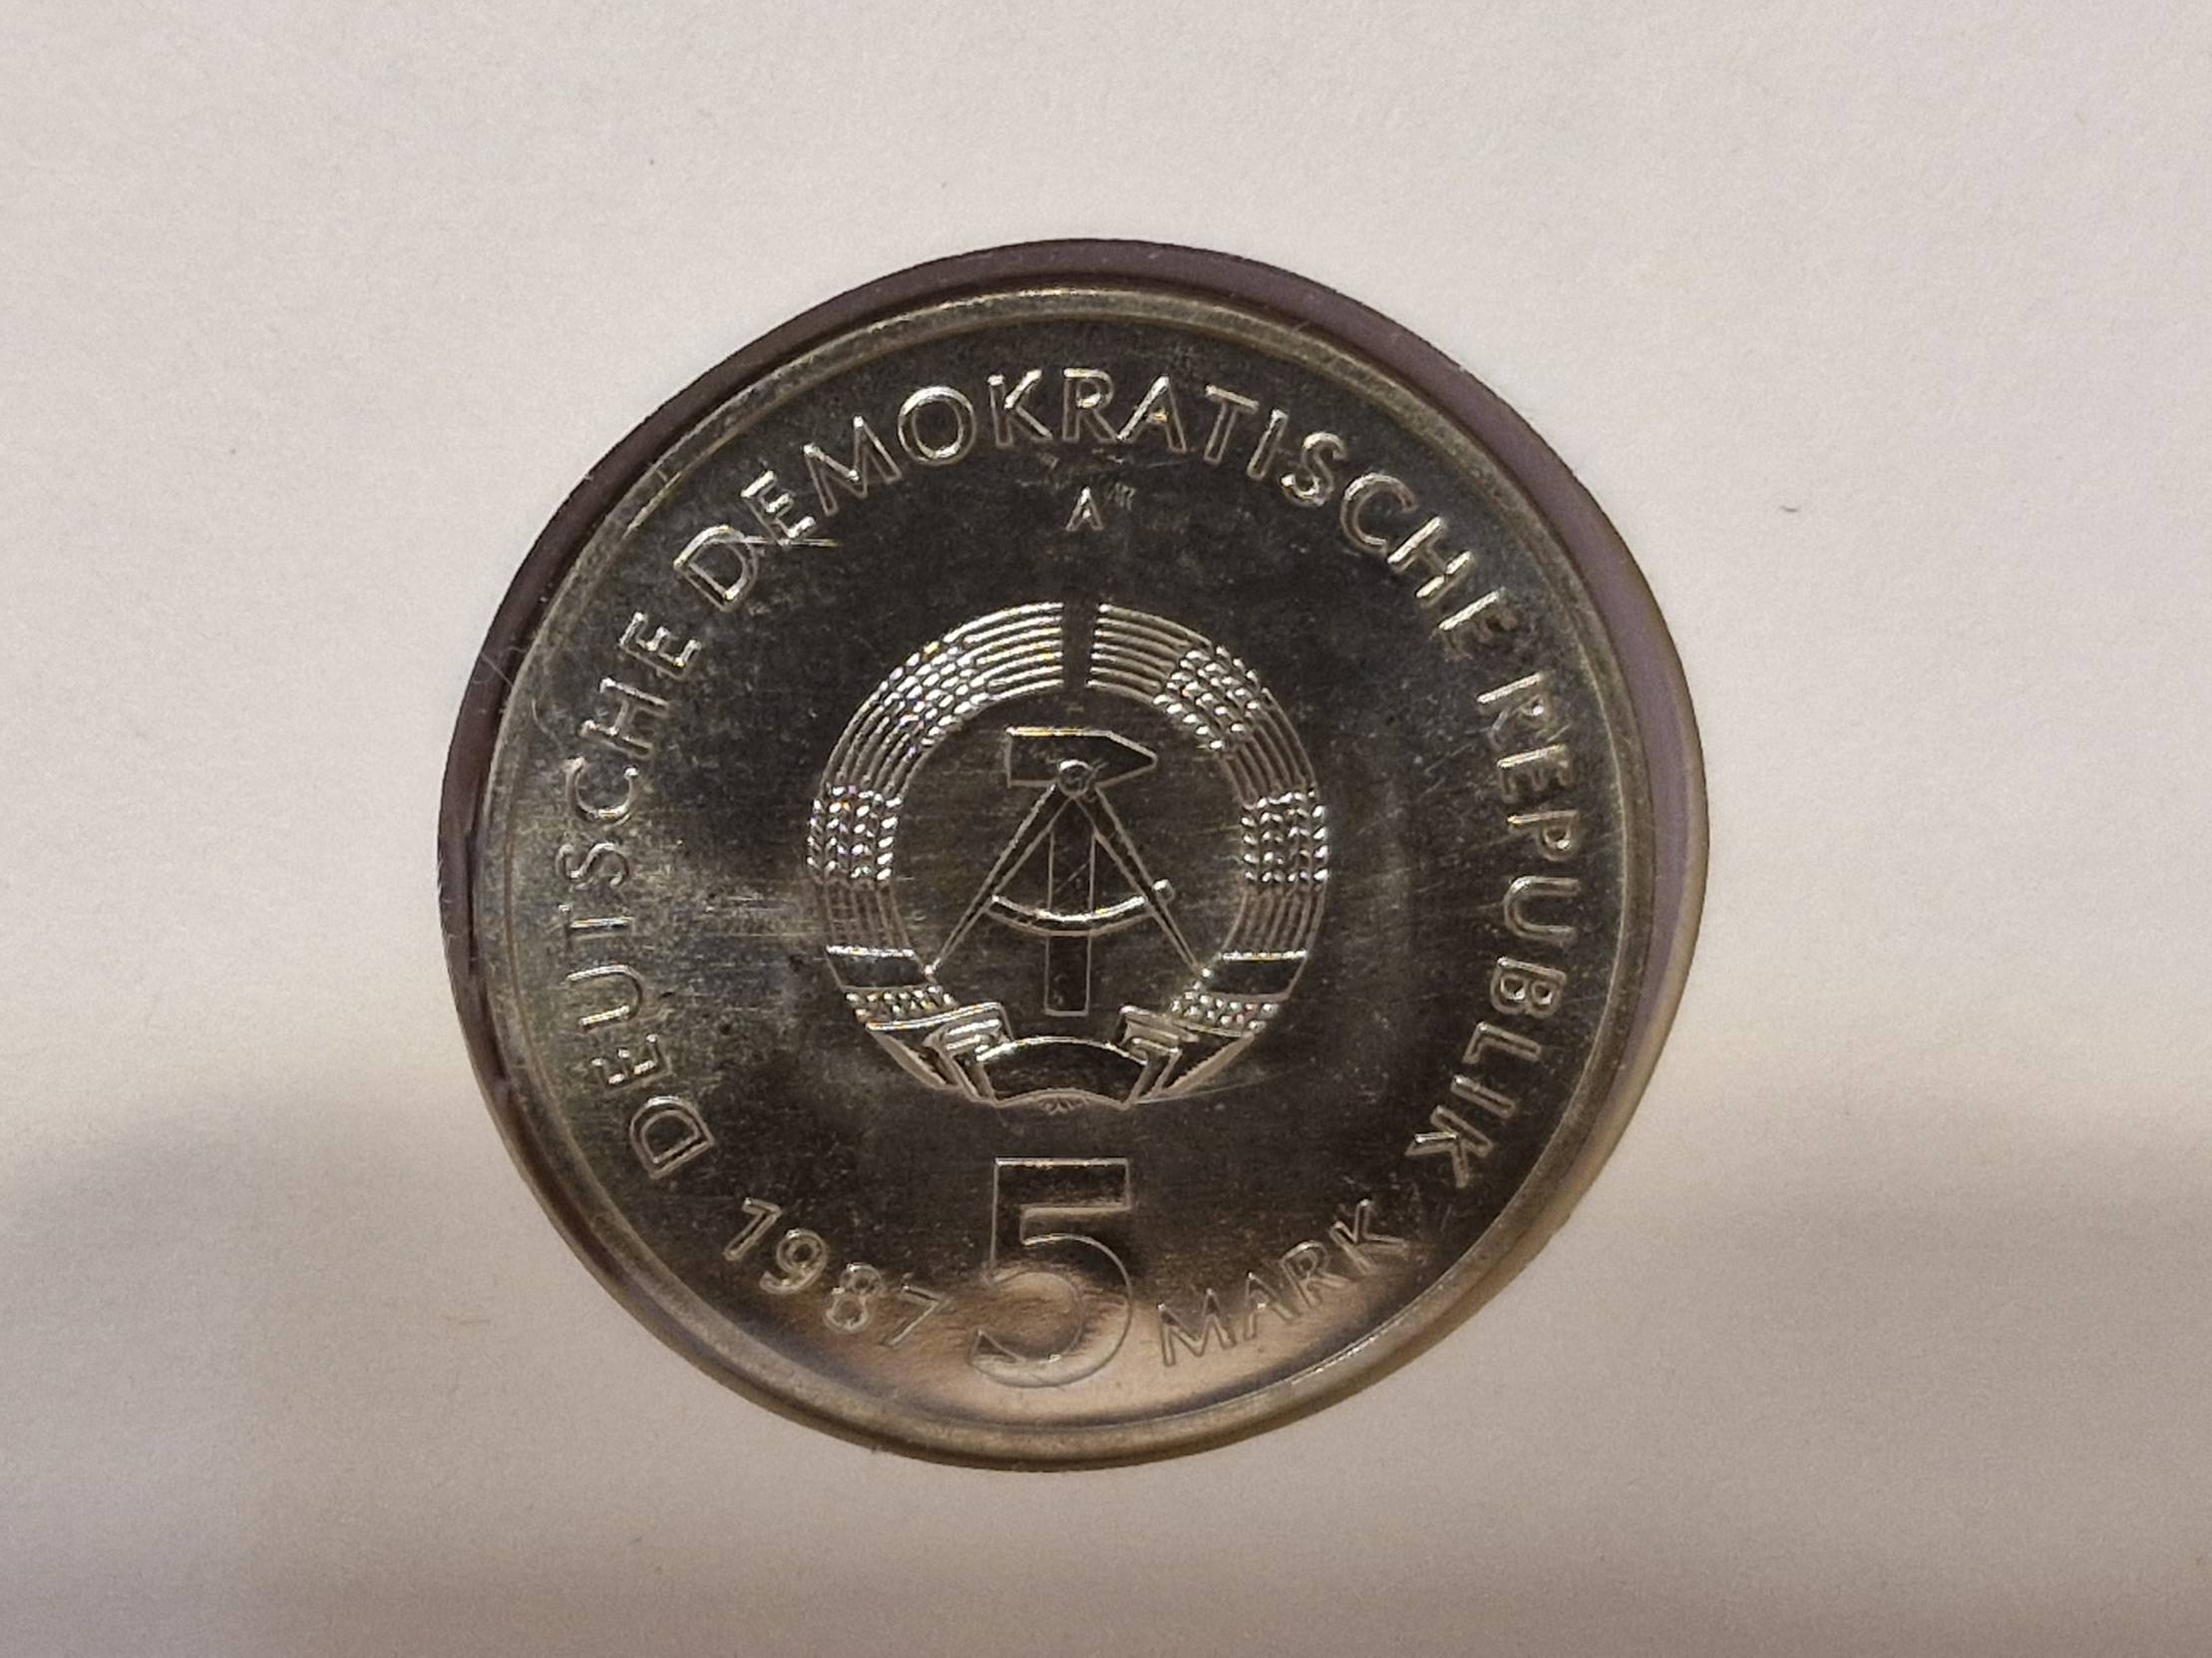 DEUTSCHE DEMOKRATISCHE REPUBLIK
A
1987 5 MARK